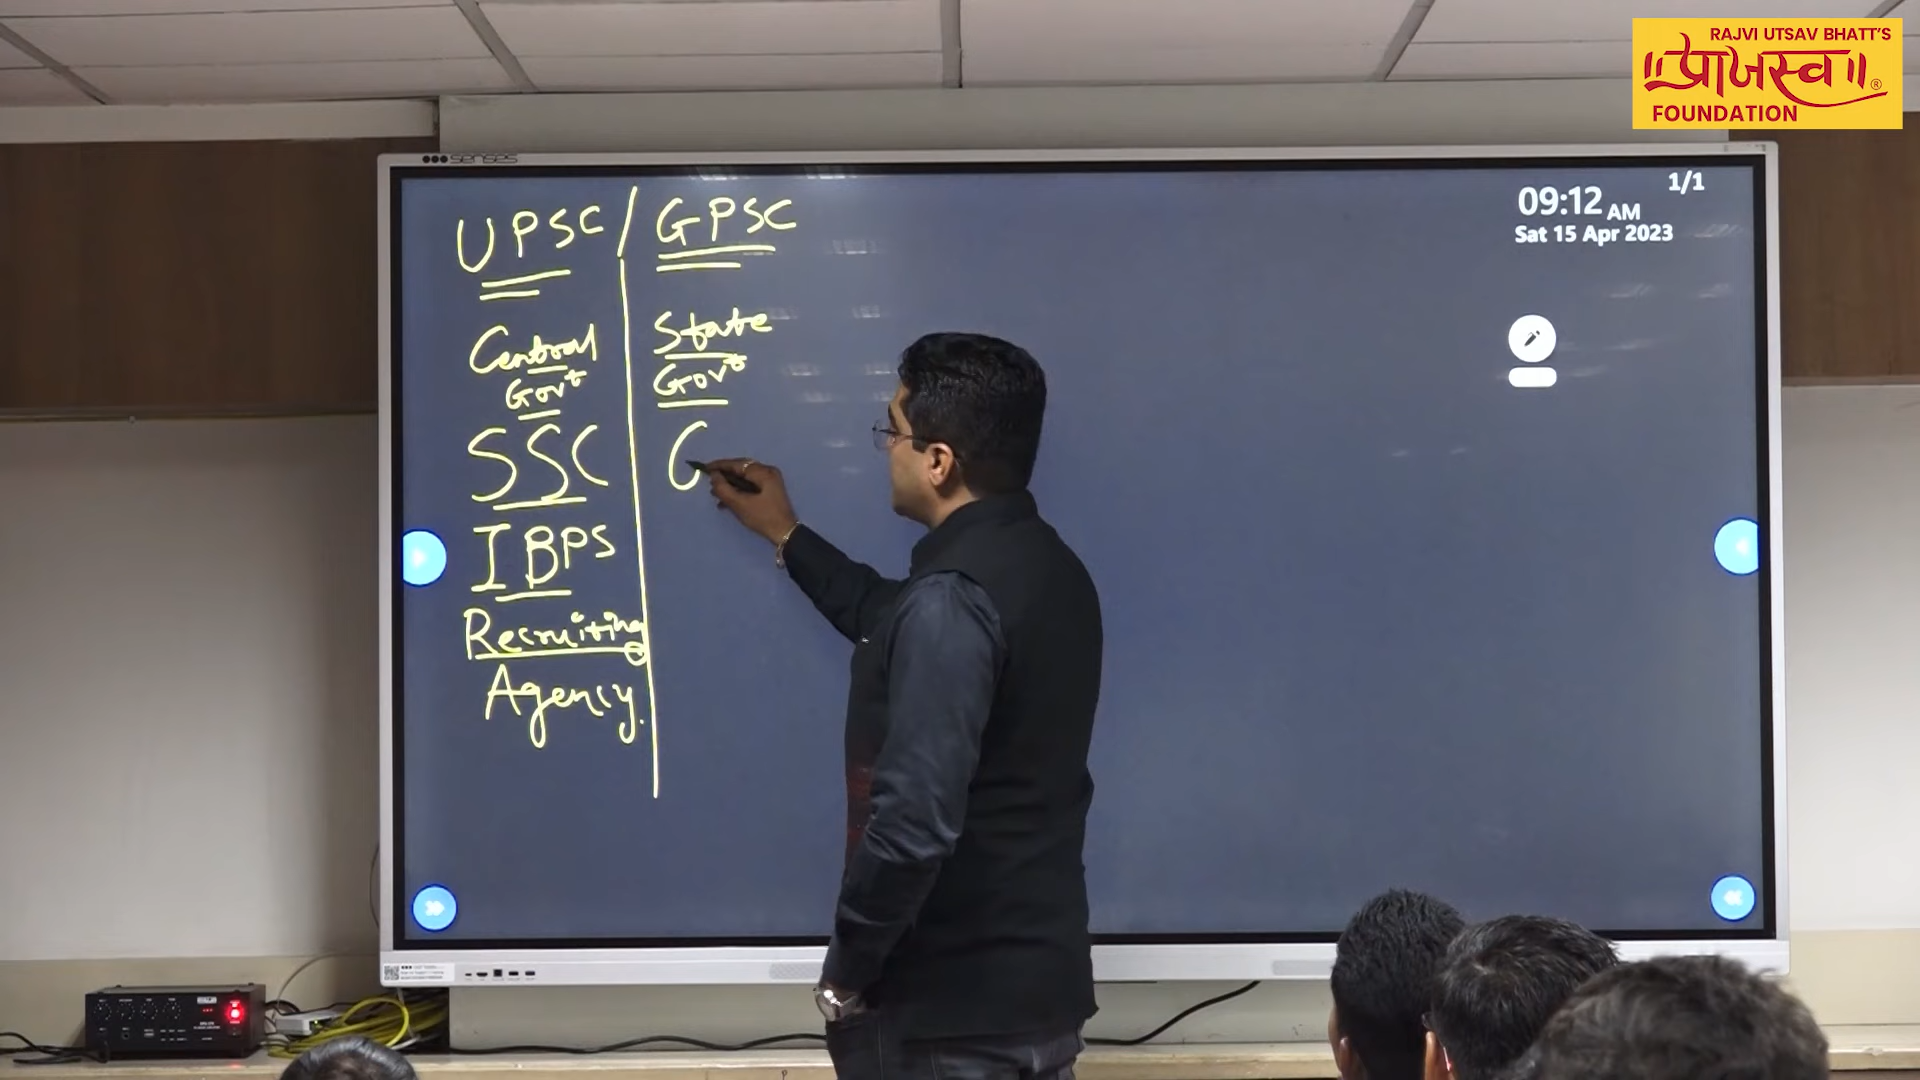 RAJVI UTSAV BHATT'S
॥प्राजस्व॥
FOUNDATION
senses
1/1
09:12 AM
Sat 15 Apr 2023
UPSC / GPSC
Central
Govt
State
Govt
SSC
G
IBPS
Recruiting
Agency.